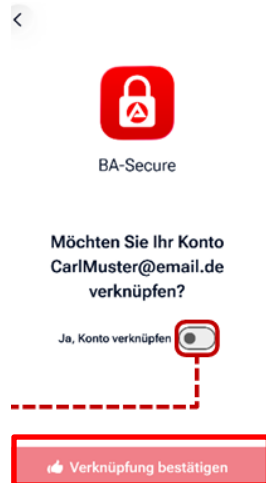 BA-Secure
Möchten Sie Ihr Konto
CarlMuster@email.de
verknüpfen?
Ja, Konto verknüpfen
Verknüpfung bestätigen